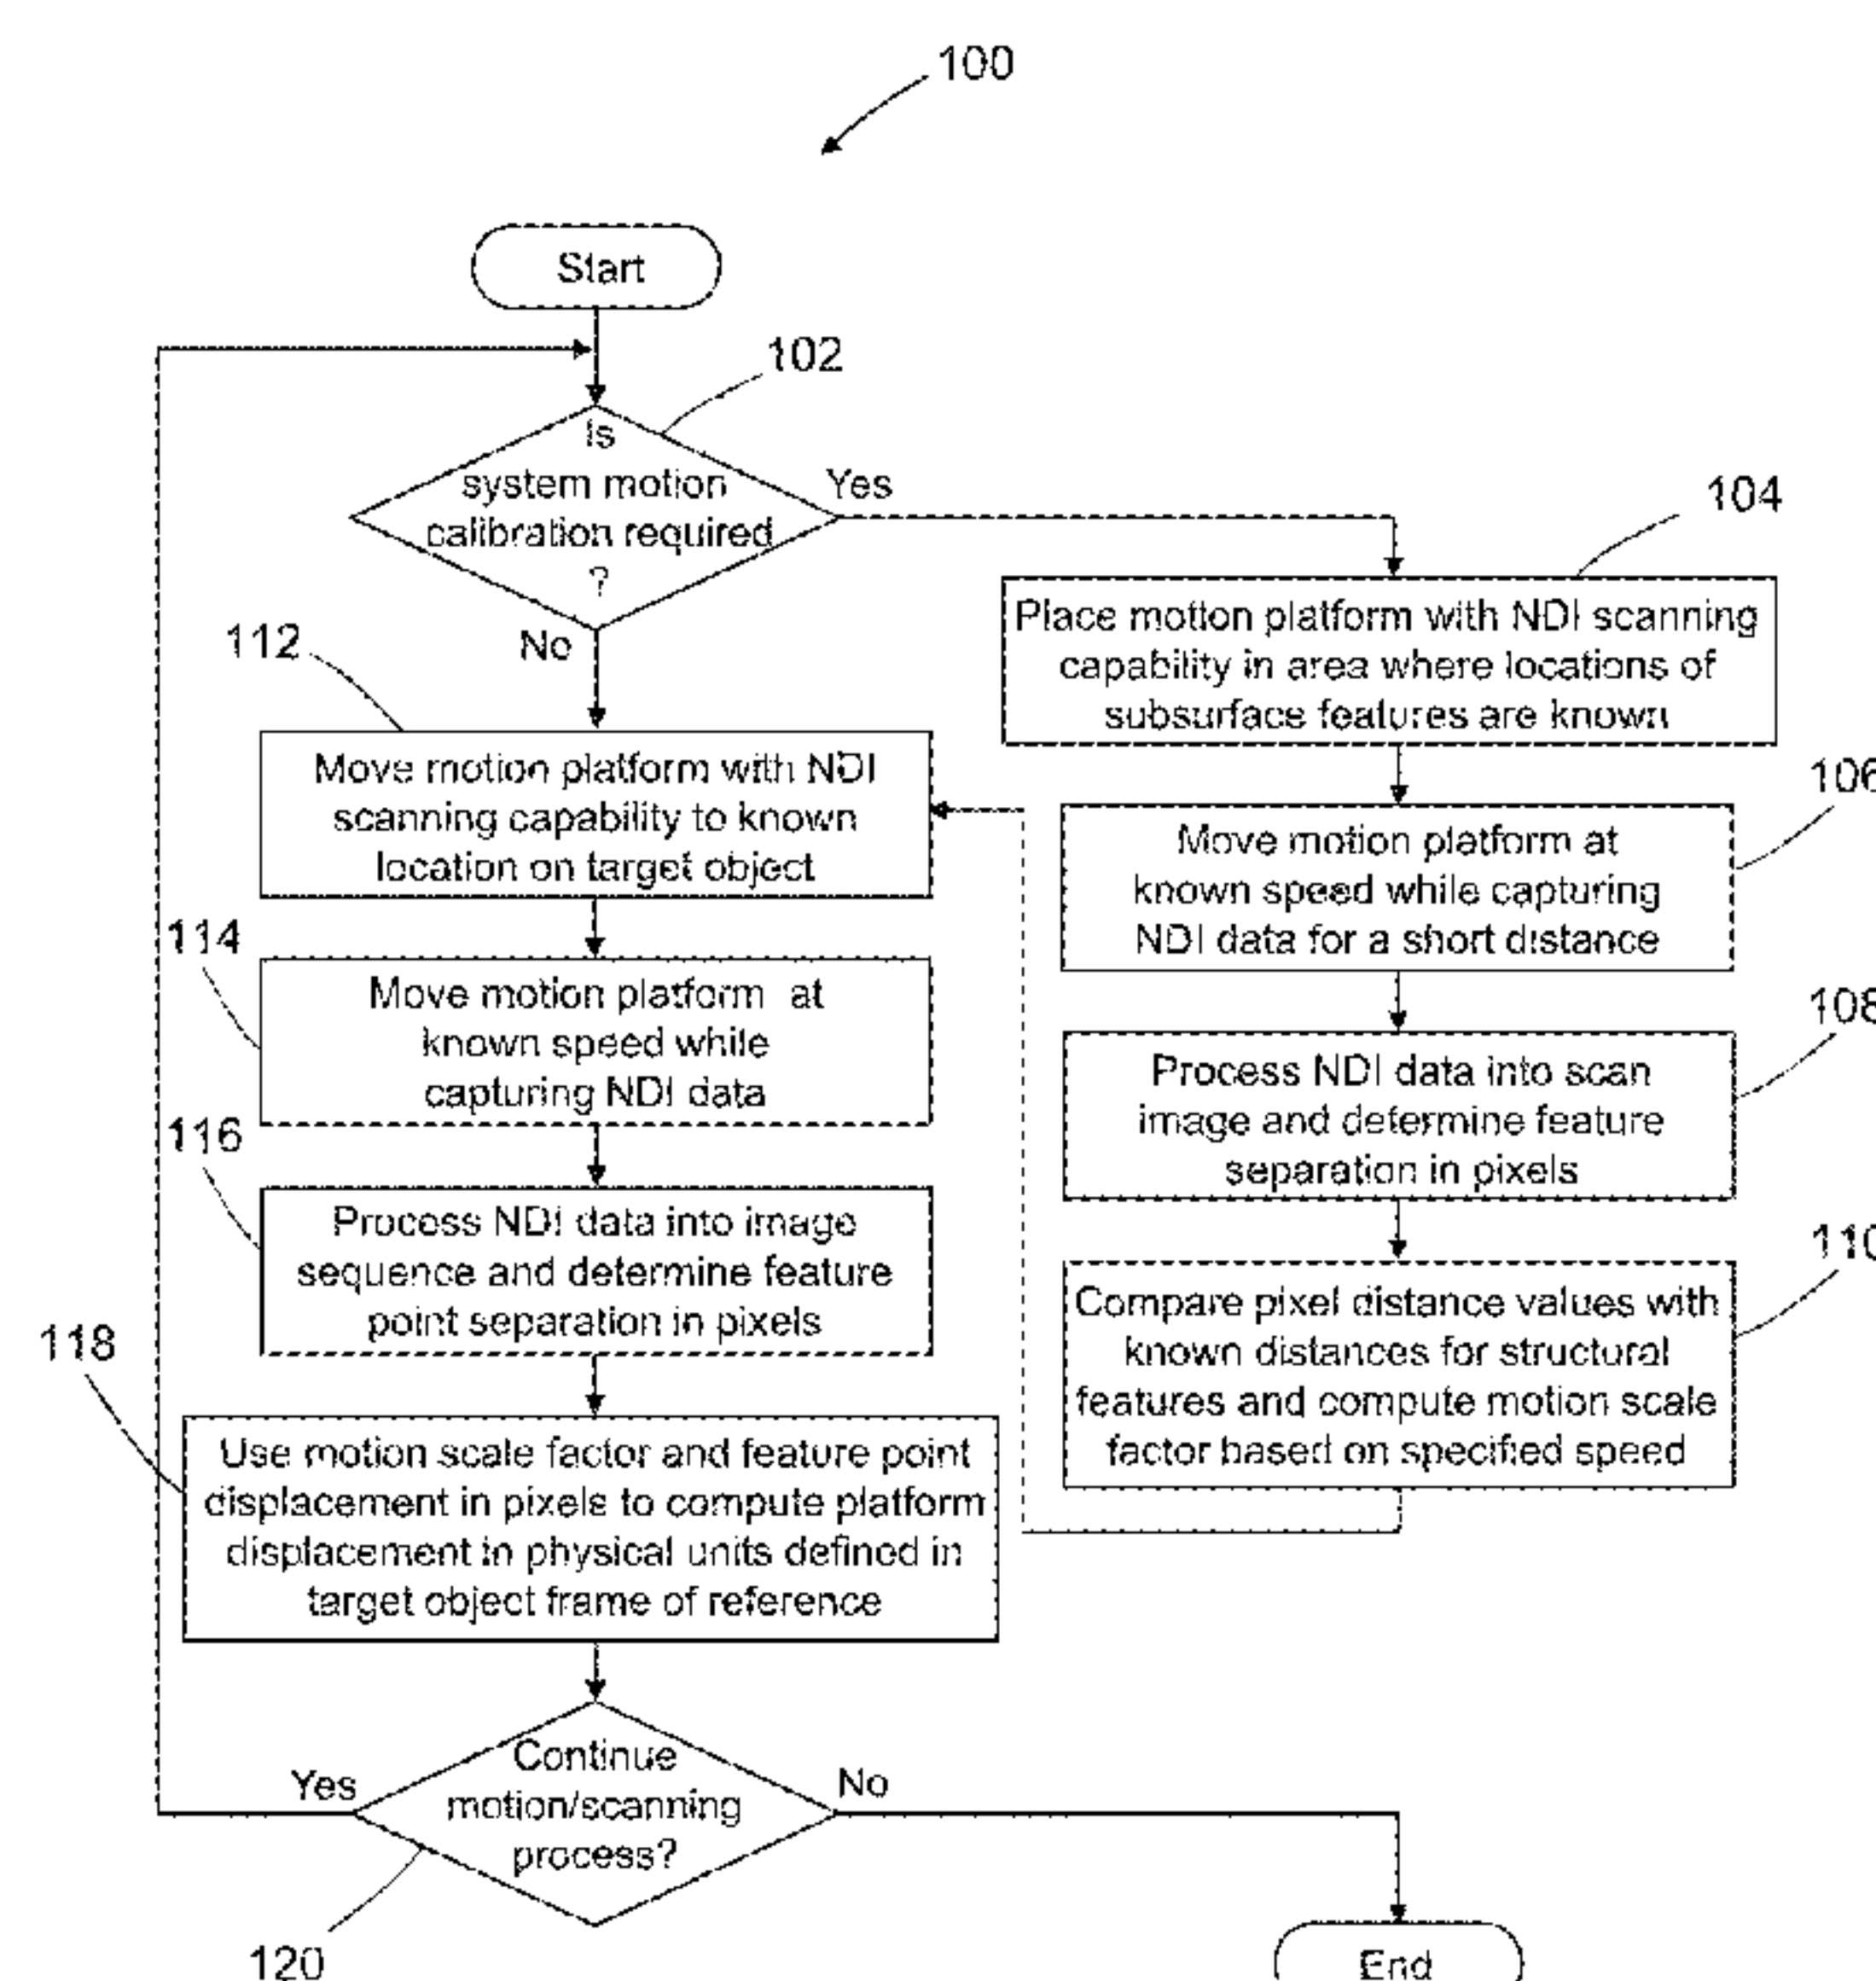 100
Start
102
Is
system motion
calibration required
?
Yes
No
104
Place motion platform with NDI scanning
capability in area where locations of
subsurface features are known
106
Move motion platform at
known speed while capturing
NDI data for a short distance
108
Process NDI data into scan
image and determine feature
separation in pixels
110
Compare pixel distance values with
known distances for structural
features and compute motion scale
factor based on specified speed
112
Move motion platform with NDI
scanning capability to known
location on target object
114
Move motion platform at
known speed while
capturing NDI data
116
Process NDI data into image
sequence and determine feature
point separation in pixels
118
Use motion scale factor and feature point
displacement in pixels to compute platform
displacement in physical units defined in
target object frame of reference
Continue
motion/scanning
process?
Yes
No
120
End